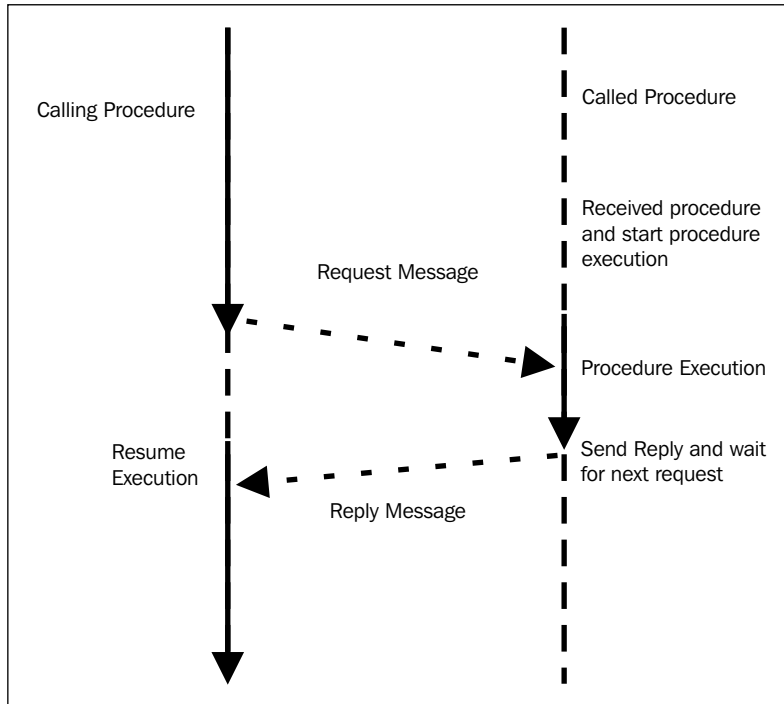 Calling Procedure
Called Procedure
Received procedure
and start procedure
execution
Request Message
Procedure Execution
Resume
Execution
Send Reply and wait
for next request
Reply Message